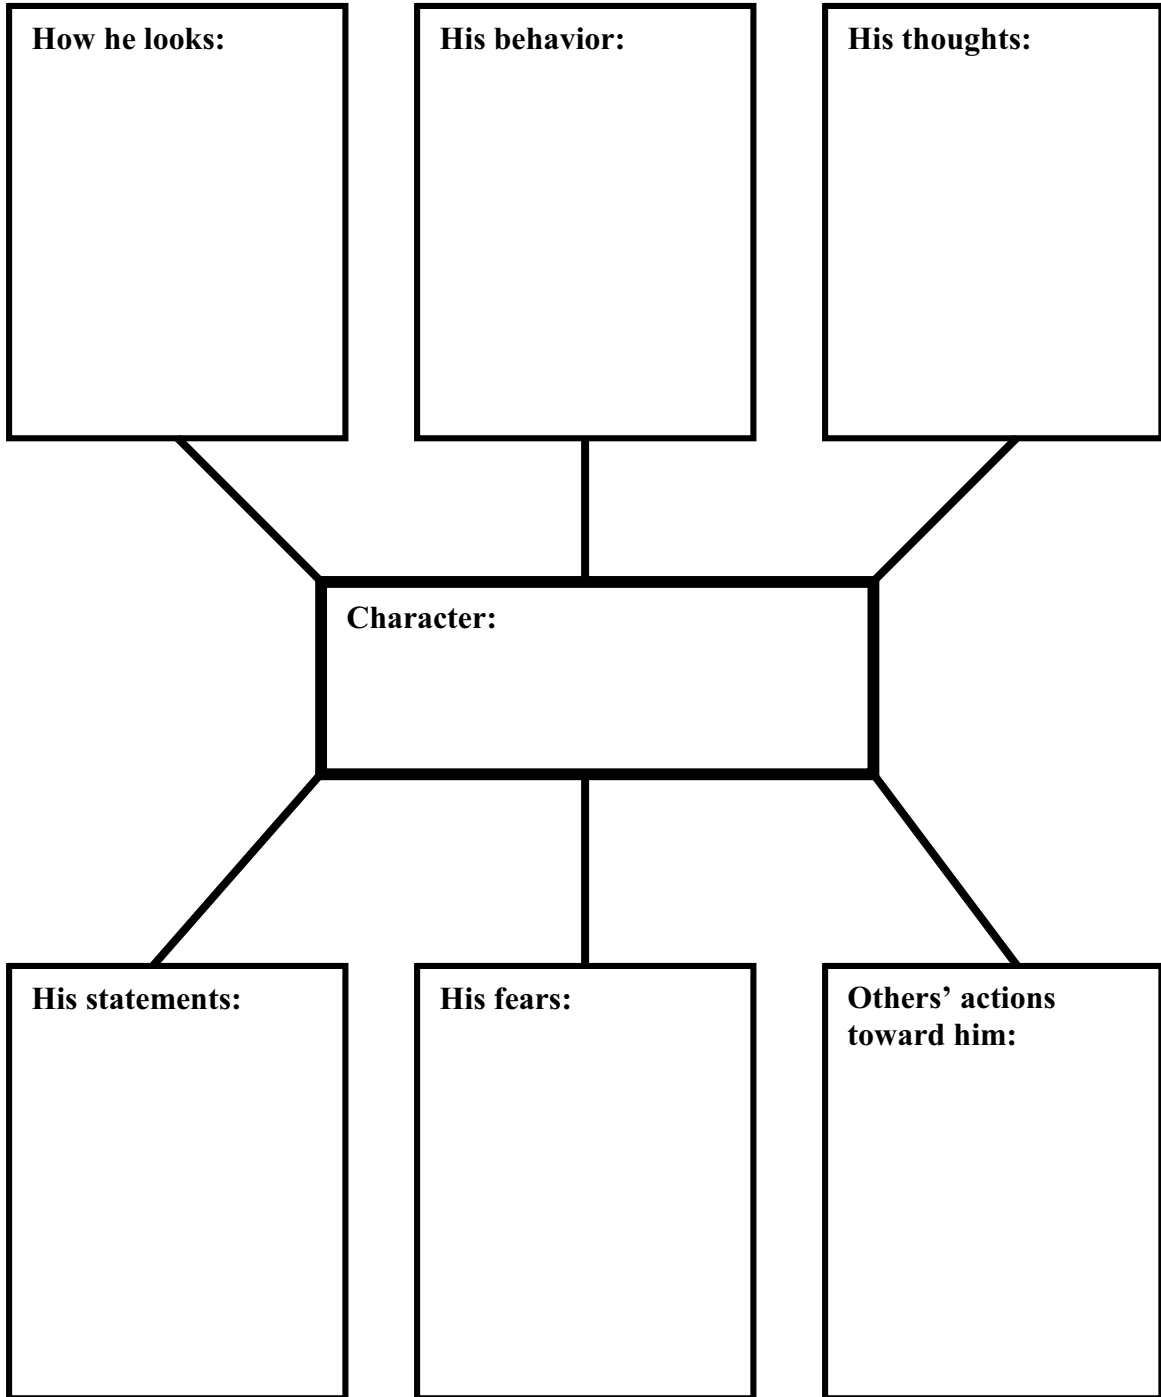 How he looks:
His behavior:
His thoughts:
Character:
His statements:
His fears:
Others’ actions
toward him: